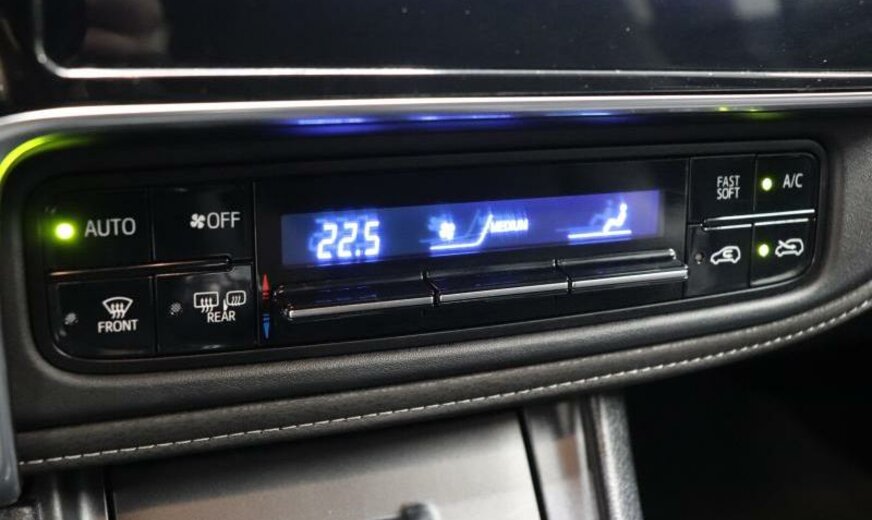 AUTO
OFF
22.5
MEDIUM
FAST
SOFT
A/C
FRONT
REAR